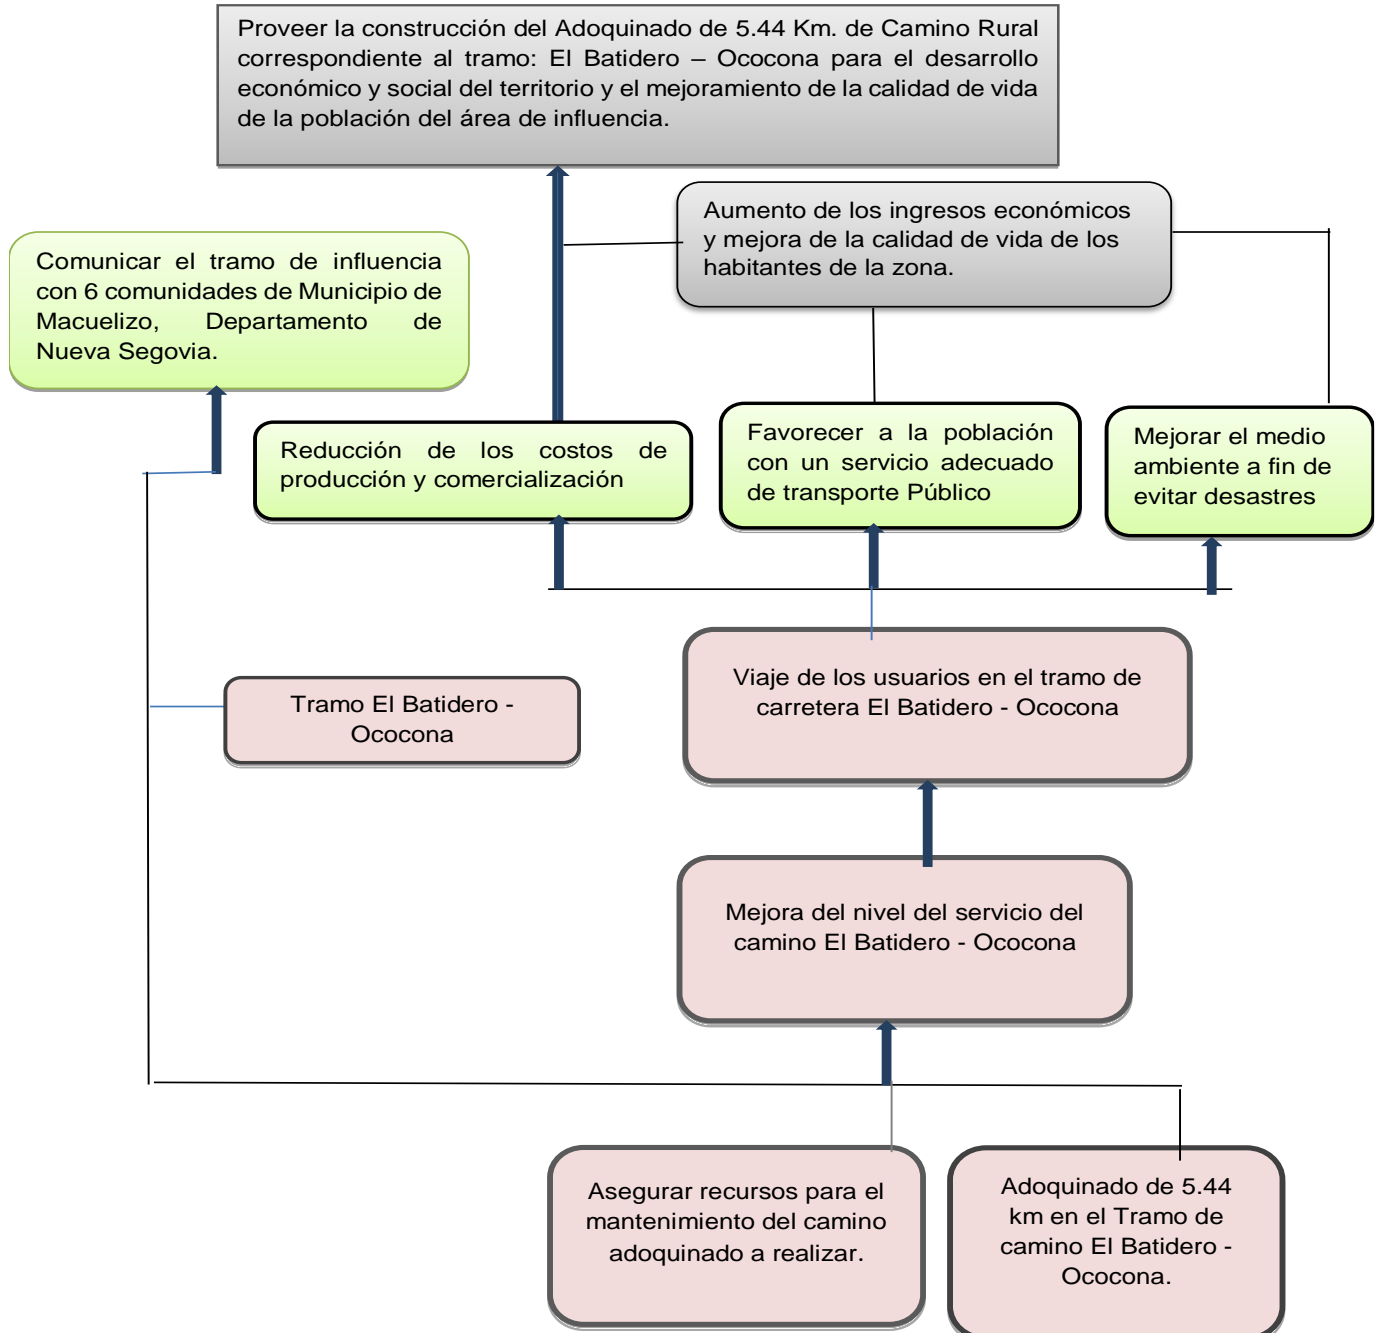 Proveer la construcción del Adoquinado de 5.44 Km. de Camino Rural
correspondiente al tramo: El Batidero – Ococona para el desarrollo
económico y social del territorio y el mejoramiento de la calidad de vida
de la población del área de influencia.
Aumento de los ingresos económicos
y mejora de la calidad de vida de los
habitantes de la zona.
Comunicar el tramo de influencia
con 6 comunidades de Municipio de
Macuelizo, Departamento de
Nueva Segovia.
Reducción de los costos de
producción y comercialización
Favorecer a la población
con un servicio adecuado
de transporte Público
Mejorar el medio
ambiente a fin de
evitar desastres
Viaje de los usuarios en el tramo de
carretera El Batidero - Ococona
Tramo El Batidero -
Ococona
Mejora del nivel del servicio del
camino El Batidero - Ococona
Asegurar recursos para el
mantenimiento del camino
adoquinado a realizar.
Adoquinado de 5.44
km en el Tramo de
camino El Batidero -
Ococona.